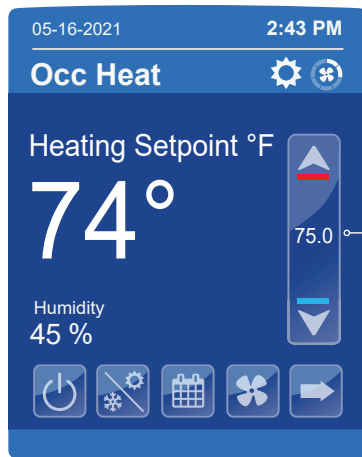 05-16-2021 2:43 PM
Occ Heat
Heating Setpoint °F
74°
75.0
Humidity
45 %